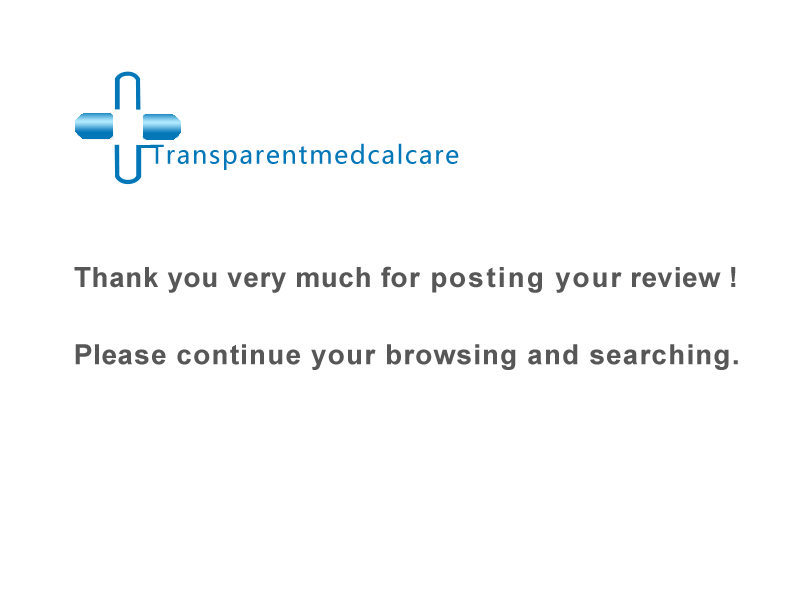 Transparentmedcalcare
Thank you very much for posting your review !
Please continue your browsing and searching.